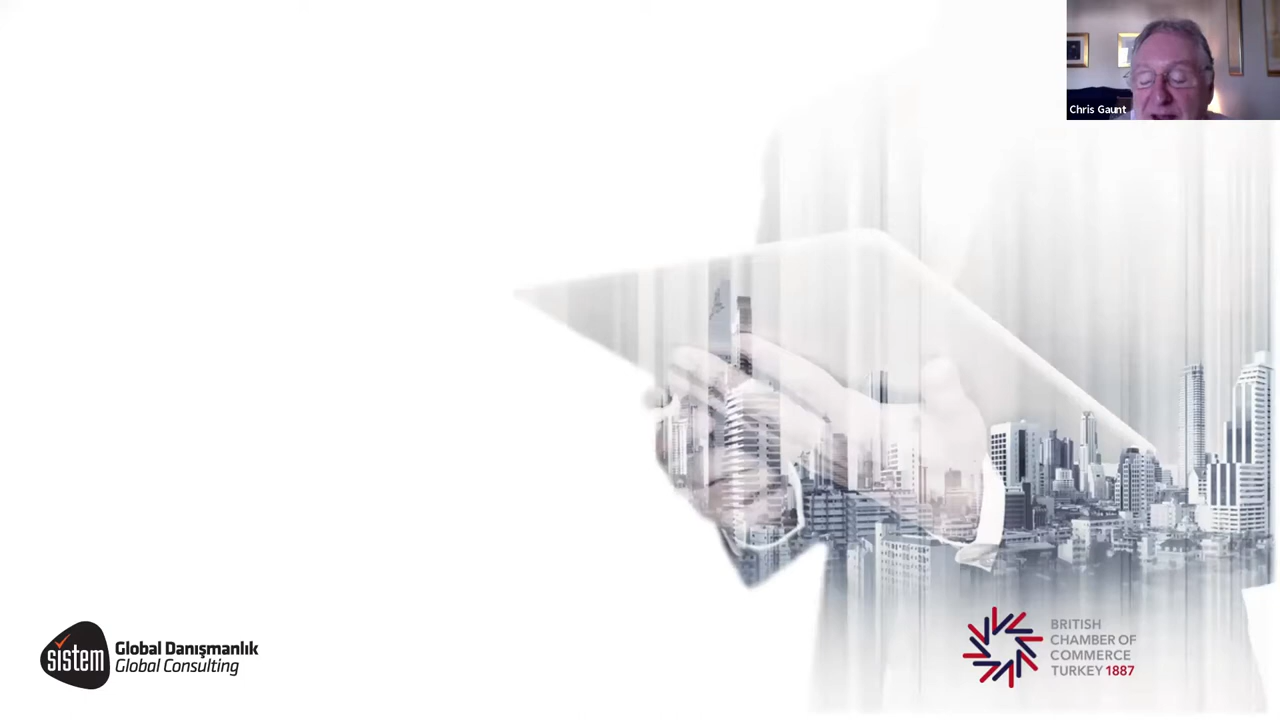 Chris Gaunt
sistem
Global Danışmanlık
Global Consulting
BRITISH
CHAMBER OF
COMMERCE
TURKEY 1887